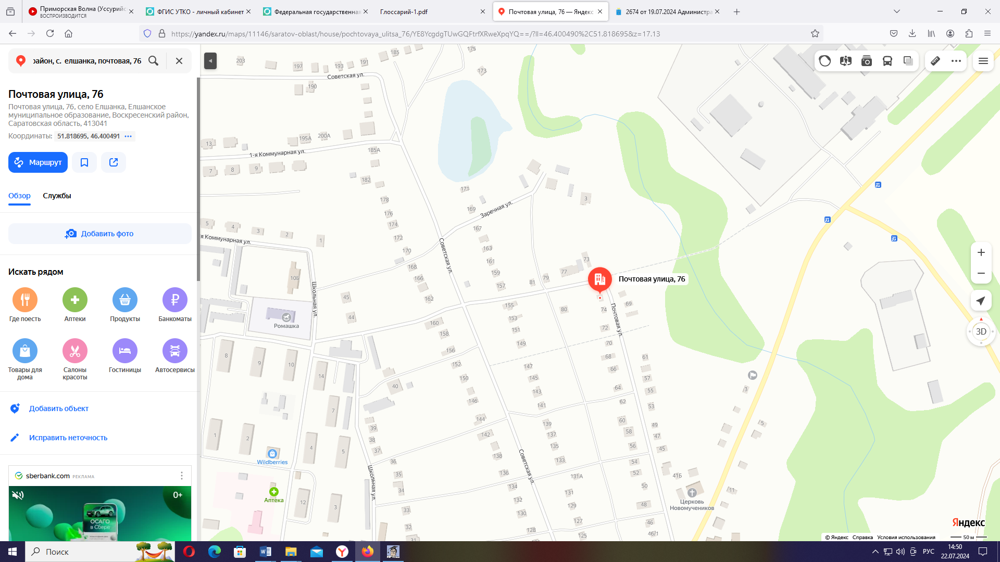 Приморская Волна (Уссурийс
ВОСПРОИЗВОДИТСЯ
ФГИС УТКО - личный кабинет
Федеральная государственная
Глоссарий-1.pdf
Почтовая улица, 76 — Яндекс
2674 от 19.07.2024 Администра
https://yandex.ru/maps/11146/saratov-oblast/house/pochtovaya_ulitsa_76/YE8YcgdgTUwGQFtrfXRweXpqYQ==/?ll=46.400490%2C51.818695&z=17.13
район, с. елшанка, почтовая, 76
Почтовая улица, 76
Почтовая улица, 76, село Елшанка, Елшанское
муниципальное образование, Воскресенский район,
Саратовская область, 413041
Координаты: 51.818695, 46.400491
Маршрут
Обзор
Службы
Добавить фото
Искать рядом
Где поесть
Аптеки
Продукты
Банкоматы
Товары для
дома
Салоны
красоты
Гостиницы
Автосервисы
Добавить объект
Исправить неточность
sberbank.com РЕКЛАМА
0+
ОСАГО
в Сбере
203
197
193
191
185
175
173
Советская ул.
190
13
195А
200А
1-я Коммунарная ул.
185А
7
8
9
182
171
178
169
Заречная ул.
3
176
174
167
5
4
3
2
1
я Коммунарная ул.
172
Советская ул.
170
163
161
73
168
159
77
10Б
166
157
81
79
Почтовая улица, 76
Школьная ул.
45
162
155
80
74
69
Почтовая ул.
44
153
Ромашка
160
151
72
158
149
70
8
9
10
156
68
61
152
147
66
14
150
145
57
40
143
64
55
146
141
62
53
7
144
139
60
49
39
142
137
58
47
1
2
38
135
56
45
4
5
37
138
Wildberries
36
133
54
Школьная ул.
Советская ул.
35
136
131А
52
41Б
34
134
131
50
Аптека
12
3
132
129
48
Церковь
Новомучеников
33
130
127
46
32
128
125
46/1
31
3
5
11
3D
Яндекс
© Яндекс Справка Условия использования
50 м
Поиск
РУС
14:50
22.07.2024